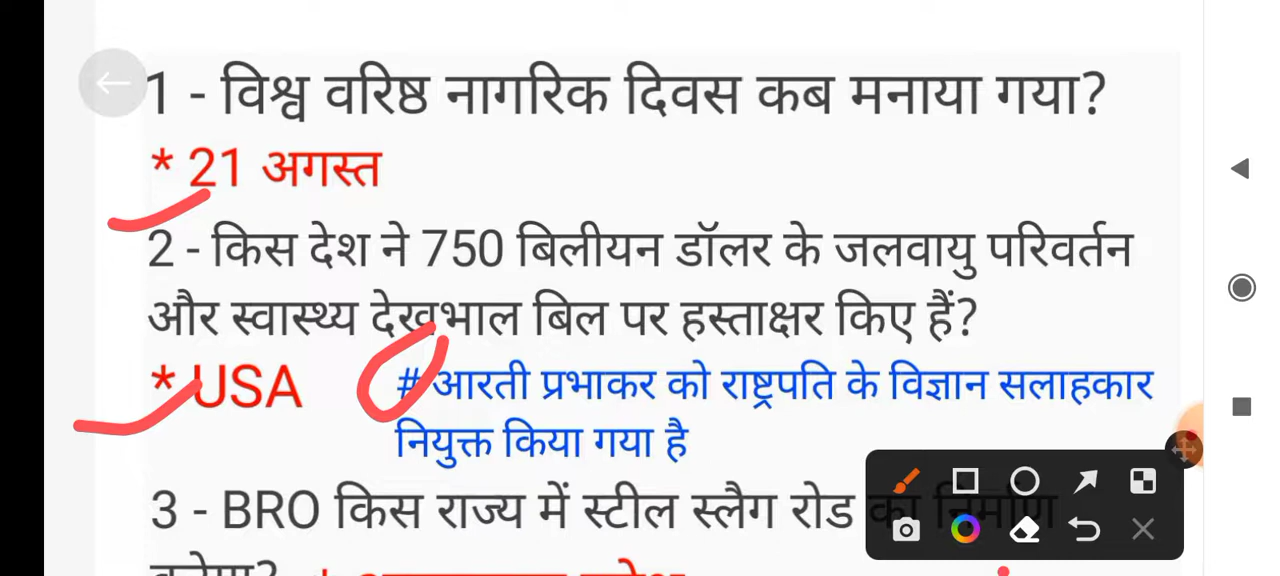 1 - विश्व वरिष्ठ नागरिक दिवस कब मनाया गया?
* 21 अगस्त
2 - किस देश ने 750 बिलीयन डॉलर के जलवायु परिवर्तन
और स्वास्थ्य देखभाल बिल पर हस्ताक्षर किए हैं?
* USA # आरती प्रभाकर को राष्ट्रपति के विज्ञान सलाहकार
नियुक्त किया गया है
3 - BRO किस राज्य में स्टील स्लैग रोड का निर्माण